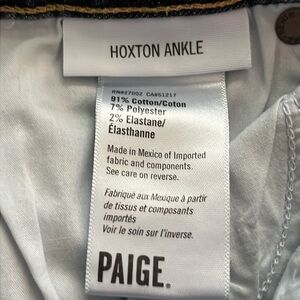 HOXTON ANKLE
RN#27002 CA#51217
91% Cotton/Coton
7% Polyester
2% Elastane/
Élasthanne
Made in Mexico of Imported
fabric and components.
See care on reverse.
Fabriqué aux Mexique à partir
de tissus et composants
importés
Voir le soin sur l'inverse.
PAIGE®